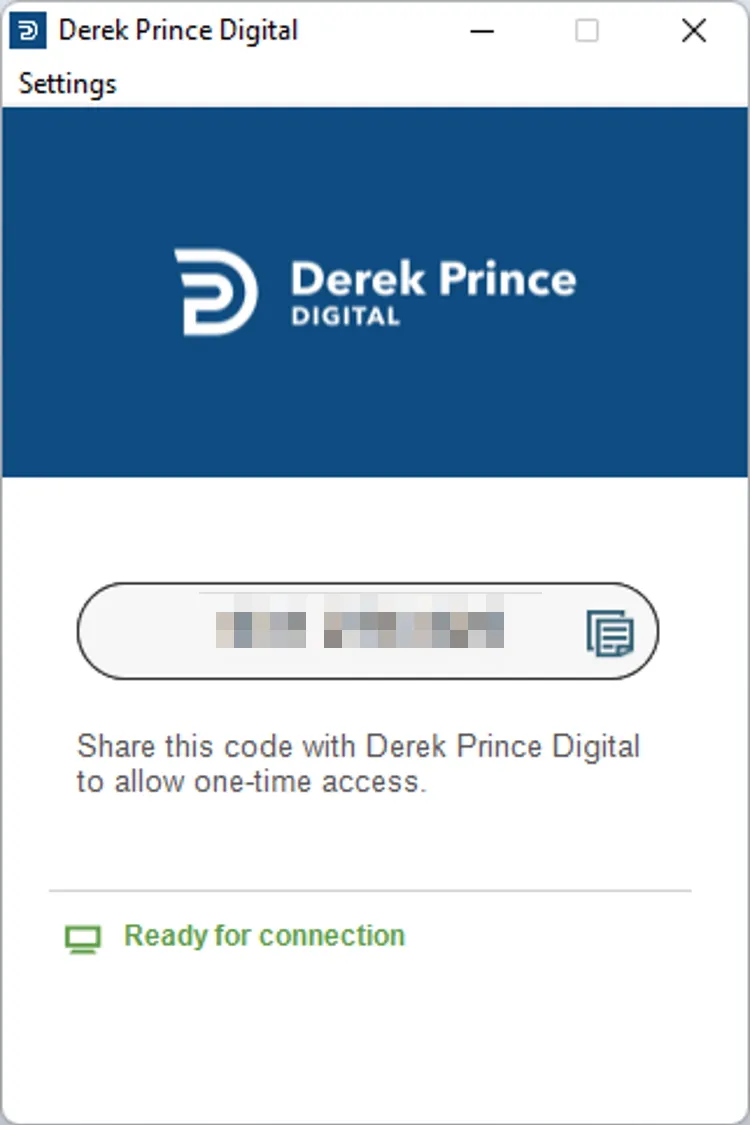 Derek Prince Digital
Settings
Derek Prince
DIGITAL
Share this code with Derek Prince Digital
to allow one-time access.
Ready for connection